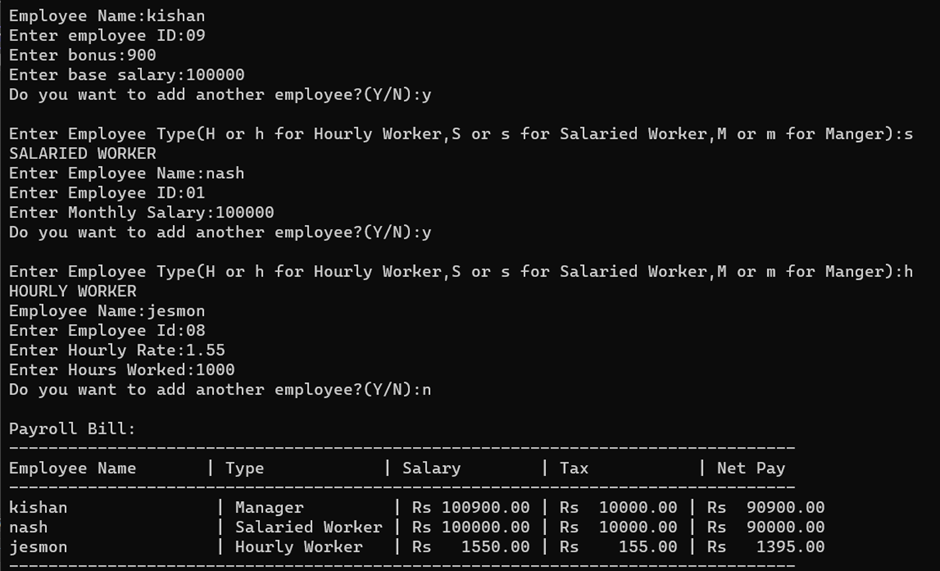 Employee Name:kishan
Enter employee ID:09
Enter bonus:900
Enter base salary:100000
Do you want to add another employee?(Y/N):y
Enter Employee Type(H or h for Hourly Worker,S or s for Salaried Worker,M or m for Manger):s
SALARIED WORKER
Enter Employee Name:nash
Enter Employee ID:01
Enter Monthly Salary:100000
Do you want to add another employee?(Y/N):y
Enter Employee Type(H or h for Hourly Worker,S or s for Salaried Worker,M or m for Manger):h
HOURLY WORKER
Employee Name:jesmon
Enter Employee Id:08
Enter Hourly Rate:1.55
Enter Hours Worked:1000
Do you want to add another employee?(Y/N):n
Payroll Bill:
--------------------------------------------------------------------------------
Employee Name       | Type            | Salary        | Tax           | Net Pay
--------------------------------------------------------------------------------
kishan               | Manager         | Rs 100900.00 | Rs  10000.00 | Rs  90900.00
nash                 | Salaried Worker | Rs 100000.00 | Rs  10000.00 | Rs  90000.00
jesmon               | Hourly Worker   | Rs   1550.00 | Rs    155.00 | Rs   1395.00
--------------------------------------------------------------------------------